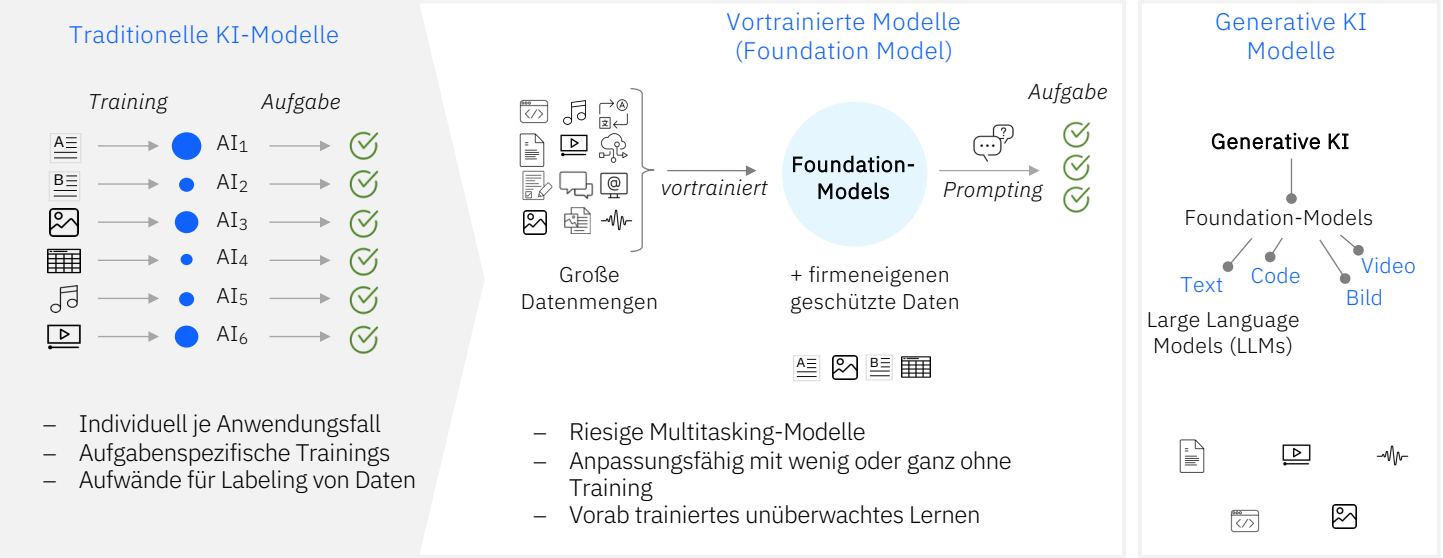 Traditionelle KI-Modelle
Training
Aufgabe
AI1
AI2
AI3
AI4
AI5
AI6
– Individuell je Anwendungsfall
– Aufgabenspezifische Trainings
– Aufwände für Labeling von Daten
Vortrainierte Modelle
(Foundation Model)
Aufgabe
vortrainiert
Foundation-
Models
Prompting
Große
Datenmengen
+ firmeneigenen
geschützte Daten
– Riesige Multitasking-Modelle
– Anpassungsfähig mit wenig oder ganz ohne
Training
– Vorab trainiertes unüberwachtes Lernen
Generative KI
Modelle
Generative KI
Foundation-Models
Text
Code
Video
Bild
Large Language
Models (LLMs)